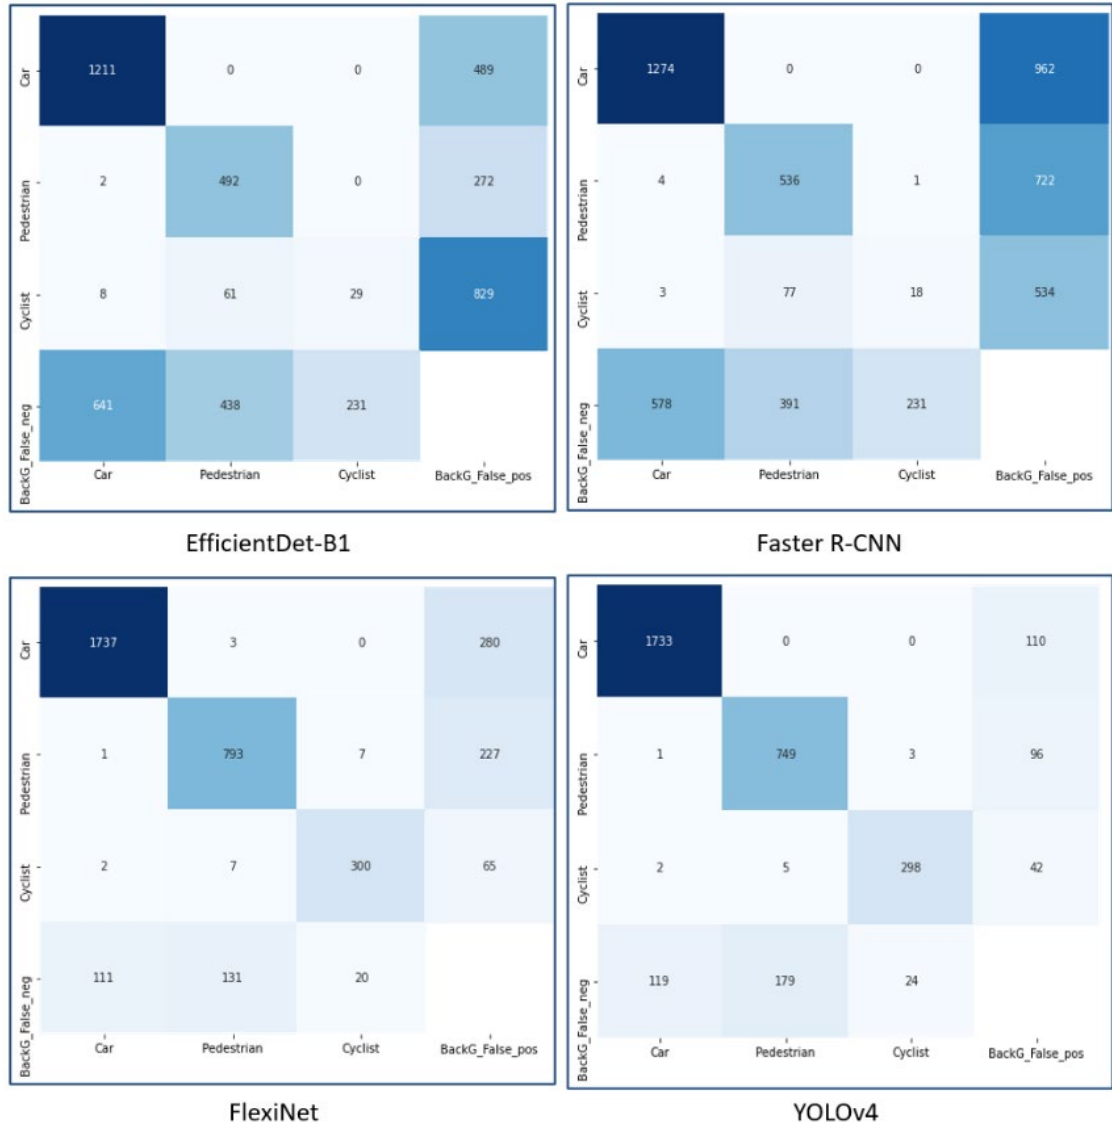 Car 1211 0 0 489
Pedestrian 2 492 0 272
Cyclist 8 61 29 829
BackG_False_neg 641 438 231
Car Pedestrian Cyclist BackG_False_pos
EfficientDet-B1
Car 1274 0 0 962
Pedestrian 4 536 1 722
Cyclist 3 77 18 534
BackG_False_neg 578 391 231
Car Pedestrian Cyclist BackG_False_pos
Faster R-CNN
Car 1737 3 0 280
Pedestrian 1 793 7 227
Cyclist 2 7 300 65
BackG_False_neg 111 131 20
Car Pedestrian Cyclist BackG_False_pos
FlexiNet
Car 1733 0 0 110
Pedestrian 1 749 3 96
Cyclist 2 5 298 42
BackG_False_neg 119 179 24
Car Pedestrian Cyclist BackG_False_pos
YOLOv4